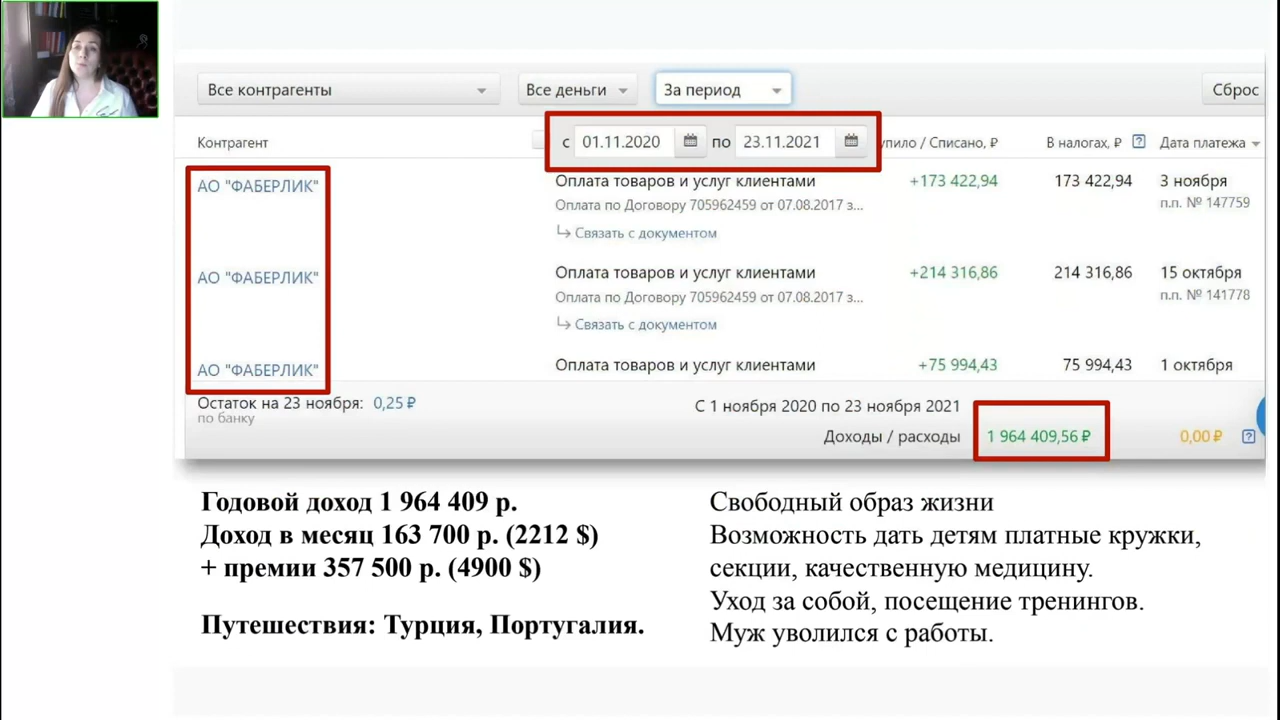 Все контрагенты
Все деньги
За период
Сброс
Контрагент
с 01.11.2020 по 23.11.2021
упило / Списано, ₽
В налогах, ₽
Дата платежа
АО "ФАБЕРЛИК"
Оплата товаров и услуг клиентами
+173 422,94
173 422,94
3 ноября
Оплата по Договору 705962459 от 07.08.2017 з...
п.п. № 147759
Связать с документом
АО "ФАБЕРЛИК"
Оплата товаров и услуг клиентами
+214 316,86
214 316,86
15 октября
Оплата по Договору 705962459 от 07.08.2017 з...
п.п. № 141778
Связать с документом
АО "ФАБЕРЛИК"
Оплата товаров и услуг клиентами
+75 994,43
75 994,43
1 октября
Остаток на 23 ноября: 0,25 ₽
по банку
С 1 ноября 2020 по 23 ноября 2021
Доходы / расходы
1 964 409,56 ₽
0,00 ₽
Годовой доход 1 964 409 р.
Доход в месяц 163 700 р. (2212 $)
+ премии 357 500 р. (4900 $)
Путешествия: Турция, Португалия.
Свободный образ жизни
Возможность дать детям платные кружки,
секции, качественную медицину.
Уход за собой, посещение тренингов.
Муж уволился с работы.